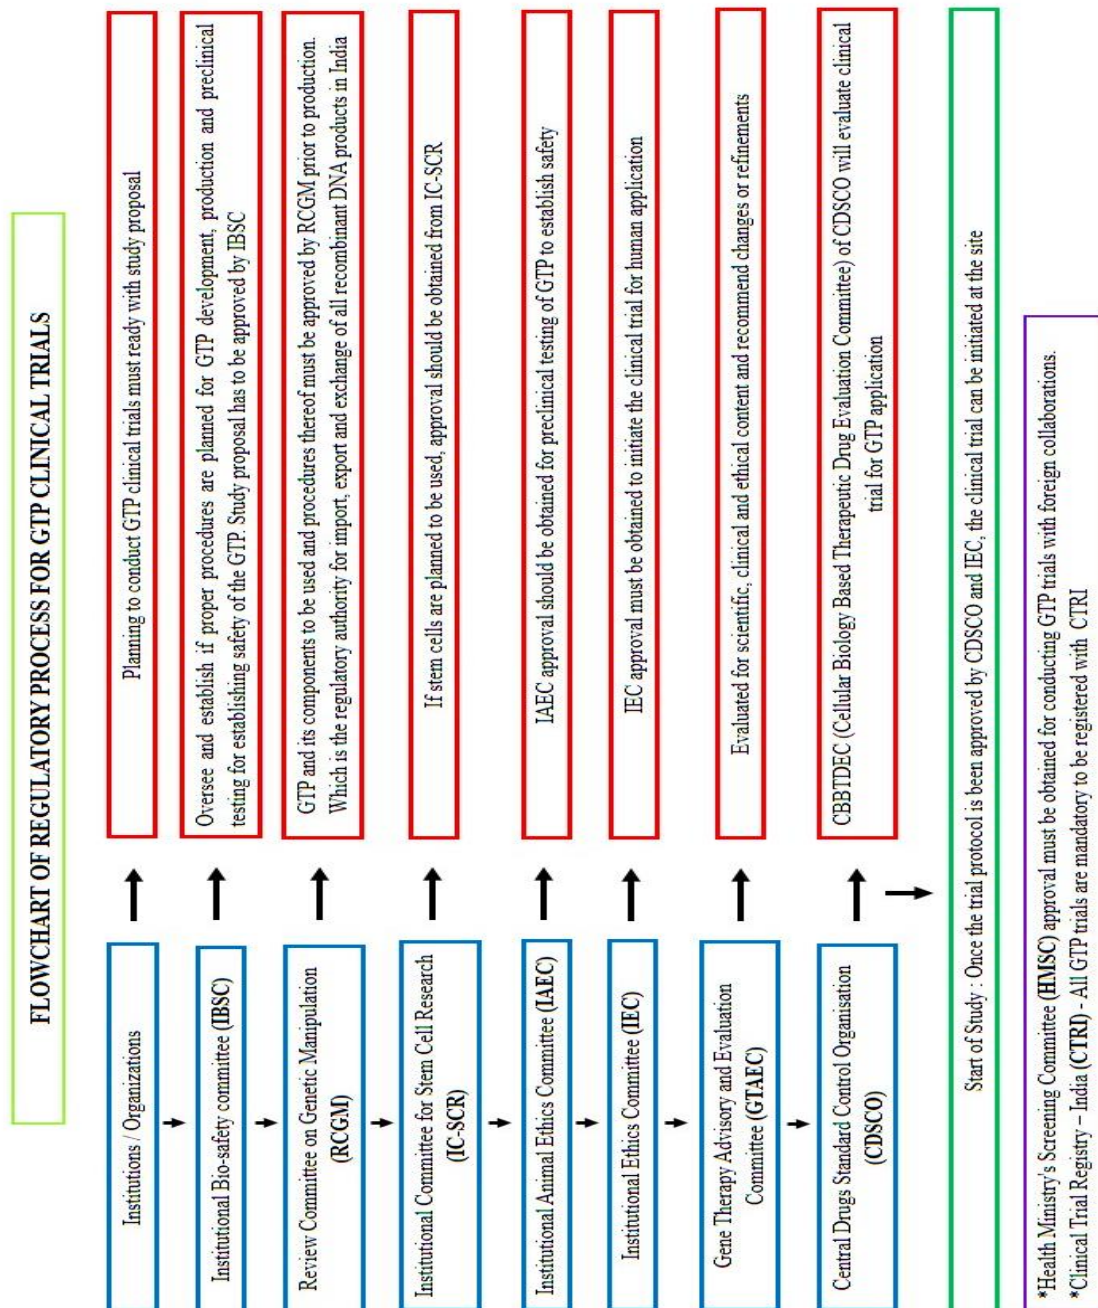 FLOWCHART OF REGULATORY PROCESS FOR GTP CLINICAL TRIALS
Institutions / Organizations
Planning to conduct GTP clinical trials must ready with study proposal
Institutional Bio-safety committee (IBSC)
Oversee and establish if proper procedures are planned for GTP development, production and preclinical
testing for establishing safety of the GTP. Study proposal has to be approved by IBSC
Review Committee on Genetic Manipulation
(RCGM)
GTP and its components to be used and procedures thereof must be approved by RCGM prior to production.
Which is the regulatory authority for import, export and exchange of all recombinant DNA products in India
Institutional Committee for Stem Cell Research
(IC-SCR)
If stem cells are planned to be used, approval should be obtained from IC-SCR
Institutional Animal Ethics Committee (IAEC)
IAEC approval should be obtained for preclinical testing of GTP to establish safety
Institutional Ethics Committee (IEC)
IEC approval must be obtained to initiate the clinical trial for human application
Gene Therapy Advisory and Evaluation
Committee (GTAEC)
Evaluated for scientific, clinical and ethical content and recommend changes or refinements
Central Drugs Standard Control Organisation
(CDSCO)
CBBTDEC (Cellular Biology Based Therapeutic Drug Evaluation Committee) of CDSCO will evaluate clinical
trial for GTP application
Start of Study : Once the trial protocol is been approved by CDSCO and IEC, the clinical trial can be initiated at the site
*Health Ministry's Screening Committee (HMSC) approval must be obtained for conducting GTP trials with foreign collaborations.
*Clinical Trial Registry – India (CTRI) - All GTP trials are mandatory to be registered with CTRI